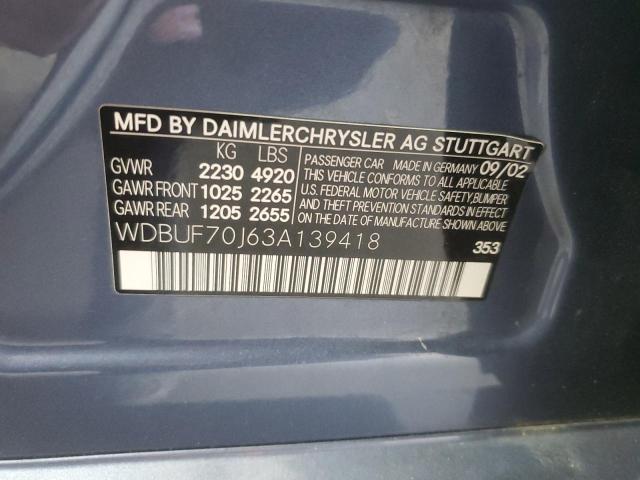 MFD BY DAIMLERCHRYSLER AG STUTTGART
KG LBS
GVWR 2230 4920
GAWR FRONT 1025 2265
GAWR REAR 1205 2655
PASSENGER CAR MADE IN GERMANY 09/02
THIS VEHICLE CONFORMS TO ALL APPLICABLE
U.S. FEDERAL MOTOR VEHICLE SAFETY,BUMPER
AND THEFT PREVENTION STANDARDS IN EFFECT
ON DATE OF MANUFACTURE SHOWN ABOVE
WDBUF70J63A139418 353